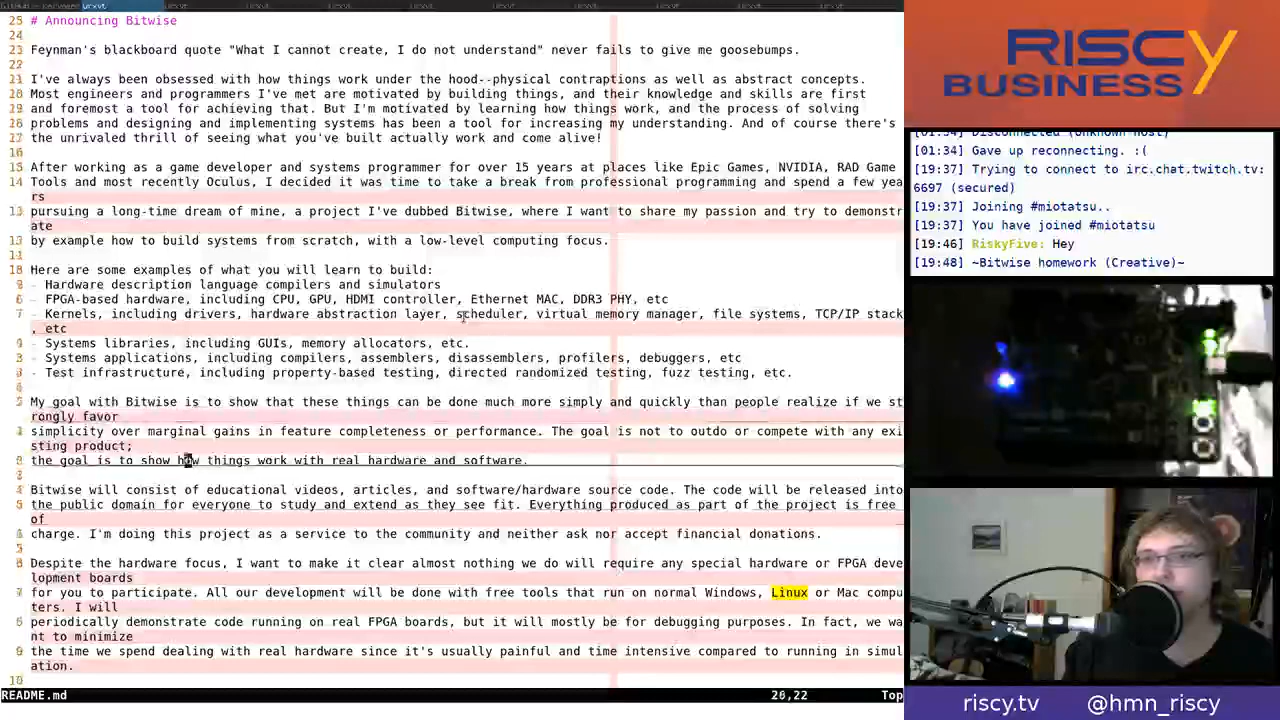 # Announcing Bitwise
Feynman's blackboard quote "What I cannot create, I do not understand" never fails to give me goosebumps.
I've always been obsessed with how things work under the hood--physical contraptions as well as abstract concepts.
Most engineers and programmers I've met are motivated by building things, and their knowledge and skills are first
and foremost a tool for achieving that. But I'm motivated by learning how things work, and the process of solving
problems and designing and implementing systems has been a tool for increasing my understanding. And of course there's
the unrivaled thrill of seeing what you've built actually work and come alive!
After working as a game developer and systems programmer for over 15 years at places like Epic Games, NVIDIA, RAD Game
Tools and most recently Oculus, I decided it was time to take a break from professional programming and spend a few yea
rs
pursuing a long-time dream of mine, a project I've dubbed Bitwise, where I want to share my passion and try to demonstr
ate
by example how to build systems from scratch, with a low-level computing focus.
Here are some examples of what you will learn to build:
- Hardware description language compilers and simulators
- FPGA-based hardware, including CPU, GPU, HDMI controller, Ethernet MAC, DDR3 PHY, etc
- Kernels, including drivers, hardware abstraction layer, scheduler, virtual memory manager, file systems, TCP/IP stack
, etc
- Systems libraries, including GUIs, memory allocators, etc.
- Systems applications, including compilers, assemblers, disassemblers, profilers, debuggers, etc
- Test infrastructure, including property-based testing, directed randomized testing, fuzz testing, etc.
My goal with Bitwise is to show that these things can be done much more simply and quickly than people realize if we st
rongly favor
simplicity over marginal gains in feature completeness or performance. The goal is not to outdo or compete with any exi
sting product;
the goal is to show how things work with real hardware and software.
Bitwise will consist of educational videos, articles, and software/hardware source code. The code will be released into
the public domain for everyone to study and extend as they see fit. Everything produced as part of the project is free
of
charge. I'm doing this project as a service to the community and neither ask nor accept financial donations.
Despite the hardware focus, I want to make it clear almost nothing we do will require any special hardware or FPGA deve
lopment boards
for you to participate. All our development will be done with free tools that run on normal Windows, Linux or Mac compu
ters. I will
periodically demonstrate code running on real FPGA boards, but it will mostly be for debugging purposes. In fact, we wa
nt to minimize
the time we spend dealing with real hardware since it's usually painful and time intensive compared to running in simul
ation.
README.md 20,22 Top
RISCY
BUSINESS
[01:34] Disconnected (Unknown host)
[01:34] Gave up reconnecting. :(
[19:37] Trying to connect to irc.chat.twitch.tv:
6697 (secured)
[19:37] Joining #miotatsu..
[19:37] You have joined #miotatsu
[19:46] RiskyFive: Hey
[19:48] ~Bitwise homework (Creative)~
riscy.tv @hmn_riscy